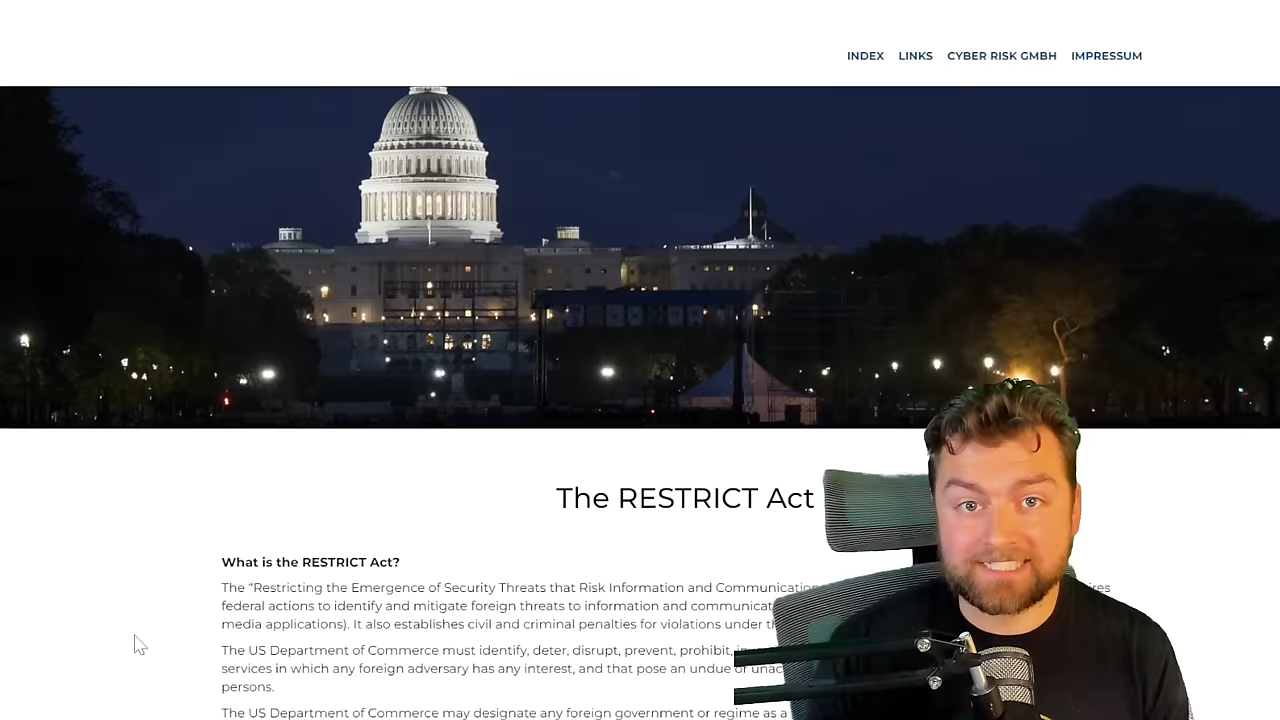 INDEX LINKS CYBER RISK GMBH IMPRESSUM
The RESTRICT Act
What is the RESTRICT Act?
The “Restricting the Emergence of Security Threats that Risk Information and Communication
federal actions to identify and mitigate foreign threats to information and
media applications). It also establishes civil and criminal penalties for violations under
The US Department of Commerce must identify, deter, disrupt, prevent, prohibit,
services in which any foreign adversary has any interest, and that pose an undue or
persons.
The US Department of Commerce may designate any foreign government or regime as a